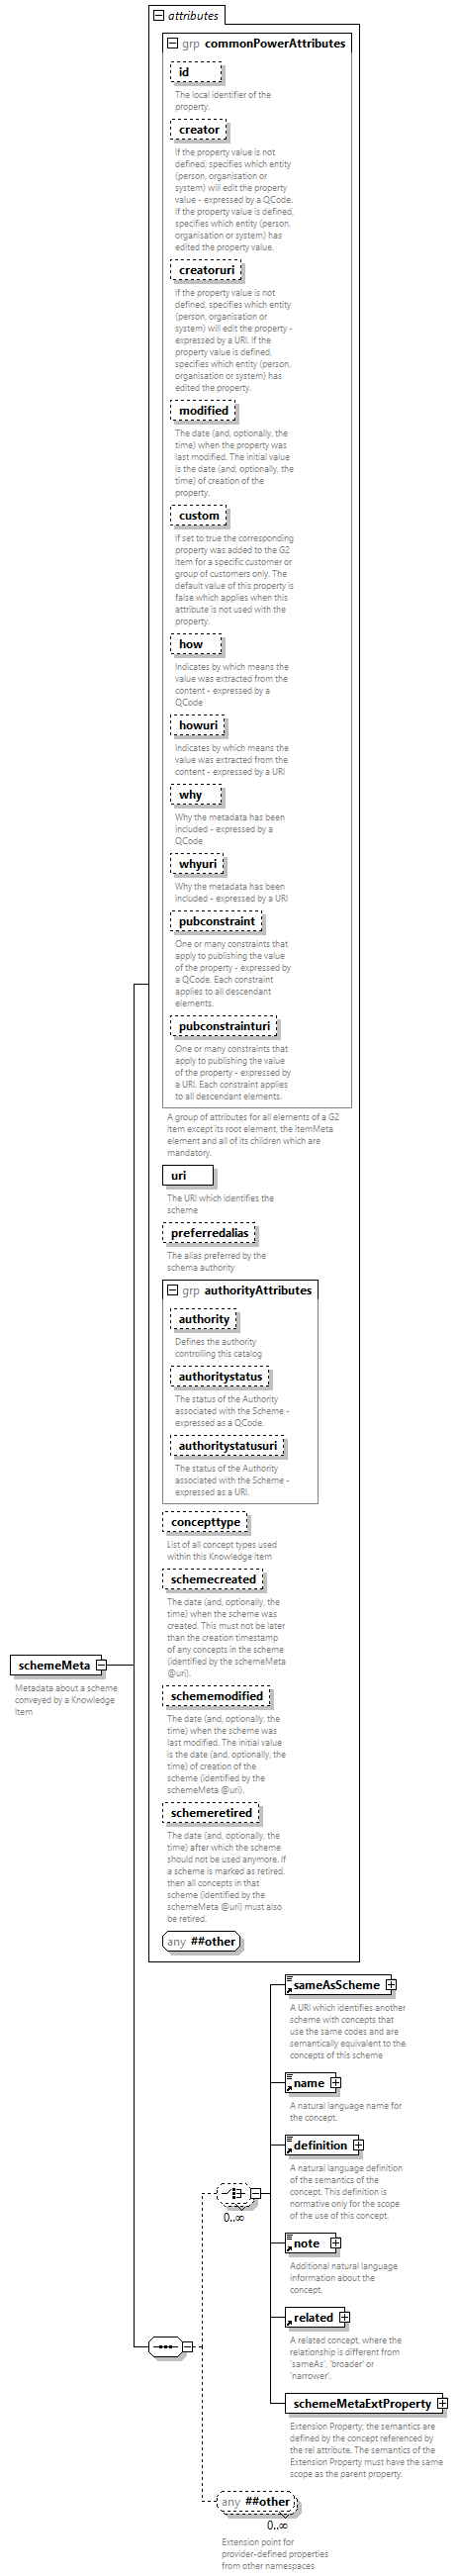 attributes
grp commonPowerAttributes
id
The local identifier of the
property.
creator
If the property value is not
defined, specifies which entity
(person, organisation or
system) will edit the property
value - expressed by a QCode.
If the property value is defined,
specifies which entity (person,
organisation or system) has
edited the property value.
creatoruri
If the property value is not
defined, specifies which entity
(person, organisation or
system) will edit the property -
expressed by a URI. If the
property value is defined,
specifies which entity (person,
organisation or system) has
edited the property.
modified
The date (and, optionally, the
time) when the property was
last modified. The initial value
is the date (and, optionally, the
time) of creation of the
property.
custom
If set to true the corresponding
property was added to the G2
Item for a specific customer or
group of customers only. The
default value of this property is
false which applies when this
attribute is not used with the
property.
how
Indicates by which means the
value was extracted from the
content - expressed by a
QCode
howuri
Indicates by which means the
value was extracted from the
content - expressed by a URI
why
Why the metadata has been
included - expressed by a
QCode
whyuri
Why the metadata has been
included - expressed by a URI
pubconstraint
One or many constraints that
apply to publishing the value
of the property - expressed by
a QCode. Each constraint
applies to all descendant
elements.
pubconstrainturi
One or many constraints that
apply to publishing the value
of the property - expressed by
a URI. Each constraint applies
to all descendant elements.
A group of attributes for all elements of a G2
Item except its root element, the itemMeta
element and all of its children which are
mandatory.
uri
The URI which identifies the
scheme
preferredalias
The alias preferred by the
schema authority
grp authorityAttributes
authority
Defines the authority
controlling this catalog
authoritystatus
The status of the Authority
associated with the Scheme -
expressed as a QCode.
authoritystatusuri
The status of the Authority
associated with the Scheme -
expressed as a URI.
concepttype
List of all concept types used
within this Knowledge Item
schemecreated
The date (and, optionally, the
time) when the scheme was
created. This must not be later
than the creation timestamp
of any concepts in the scheme
(identified by the schemeMeta
@uri).
schememodified
The date (and, optionally, the
time) when the scheme was
last modified. The initial value
is the date (and, optionally, the
time) of creation of the
scheme (identified by the
schemeMeta @uri).
schemeretired
The date (and, optionally, the
time) after which the scheme
should not be used anymore. If
a scheme is marked as retired,
then all concepts in that
scheme (identified by the
schemeMeta @uri) must also
be retired.
any ##other
schemeMeta
Metadata about a scheme
conveyed by a Knowledge
Item
sameAsScheme
A URI which identifies another
scheme with concepts that
use the same codes and are
semantically equivalent to the
concepts of this scheme
name
A natural language name for
the concept.
definition
A natural language definition
of the semantics of the
concept. This definition is
normative only for the scope
of the use of this concept.
0..∞
note
Additional natural language
information about the
concept.
related
A related concept, where the
relationship is different from
'sameAs', 'broader' or
'narrower'.
schemeMetaExtProperty
Extension Property; the semantics are
defined by the concept referenced by
the rel attribute. The semantics of the
Extension Property must have the same
scope as the parent property.
any ##other
0..∞
Extension point for
provider-defined properties
from other namespaces